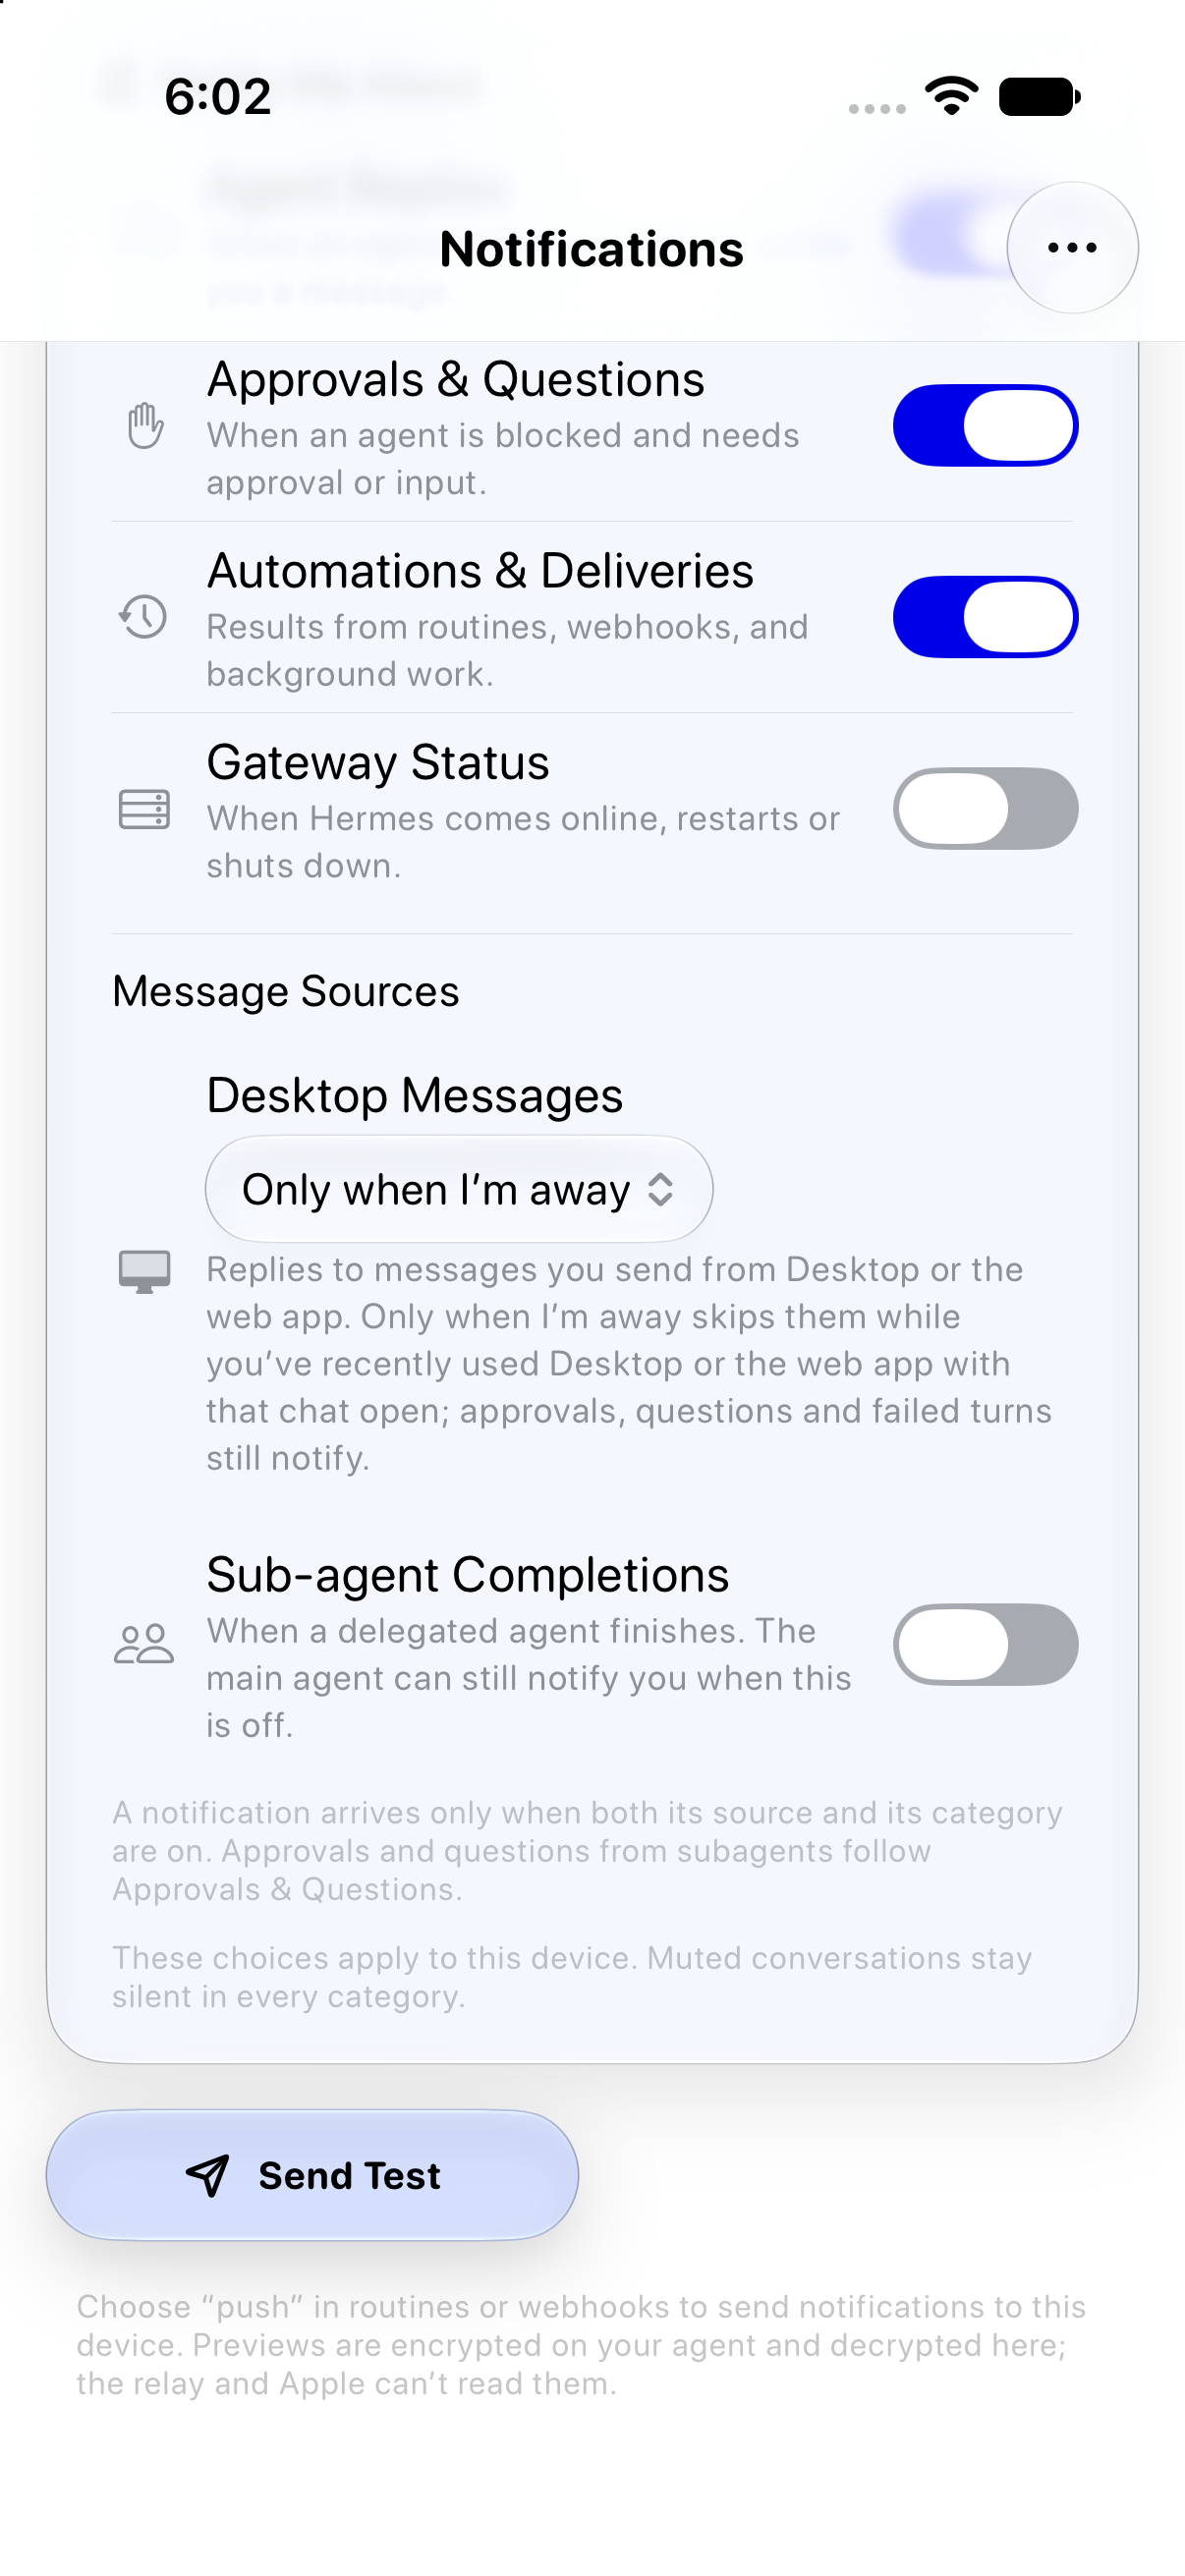 6:02
Agent Replies
you a message.
Notifications
Approvals & Questions
When an agent is blocked and needs
approval or input.
Automations & Deliveries
Results from routines, webhooks, and
background work.
Gateway Status
When Hermes comes online, restarts or
shuts down.
Message Sources
Desktop Messages
Only when I’m away
Replies to messages you send from Desktop or the
web app. Only when I’m away skips them while
you’ve recently used Desktop or the web app with
that chat open; approvals, questions and failed turns
still notify.
Sub-agent Completions
When a delegated agent finishes. The
main agent can still notify you when this
is off.
A notification arrives only when both its source and its category
are on. Approvals and questions from subagents follow
Approvals & Questions.
These choices apply to this device. Muted conversations stay
silent in every category.
Send Test
Choose “push” in routines or webhooks to send notifications to this
device. Previews are encrypted on your agent and decrypted here;
the relay and Apple can’t read them.